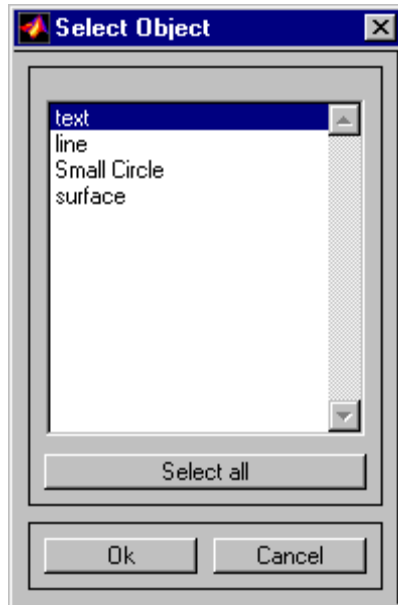 Select Object
text
line
Small Circle
surface
Select all
Ok
Cancel